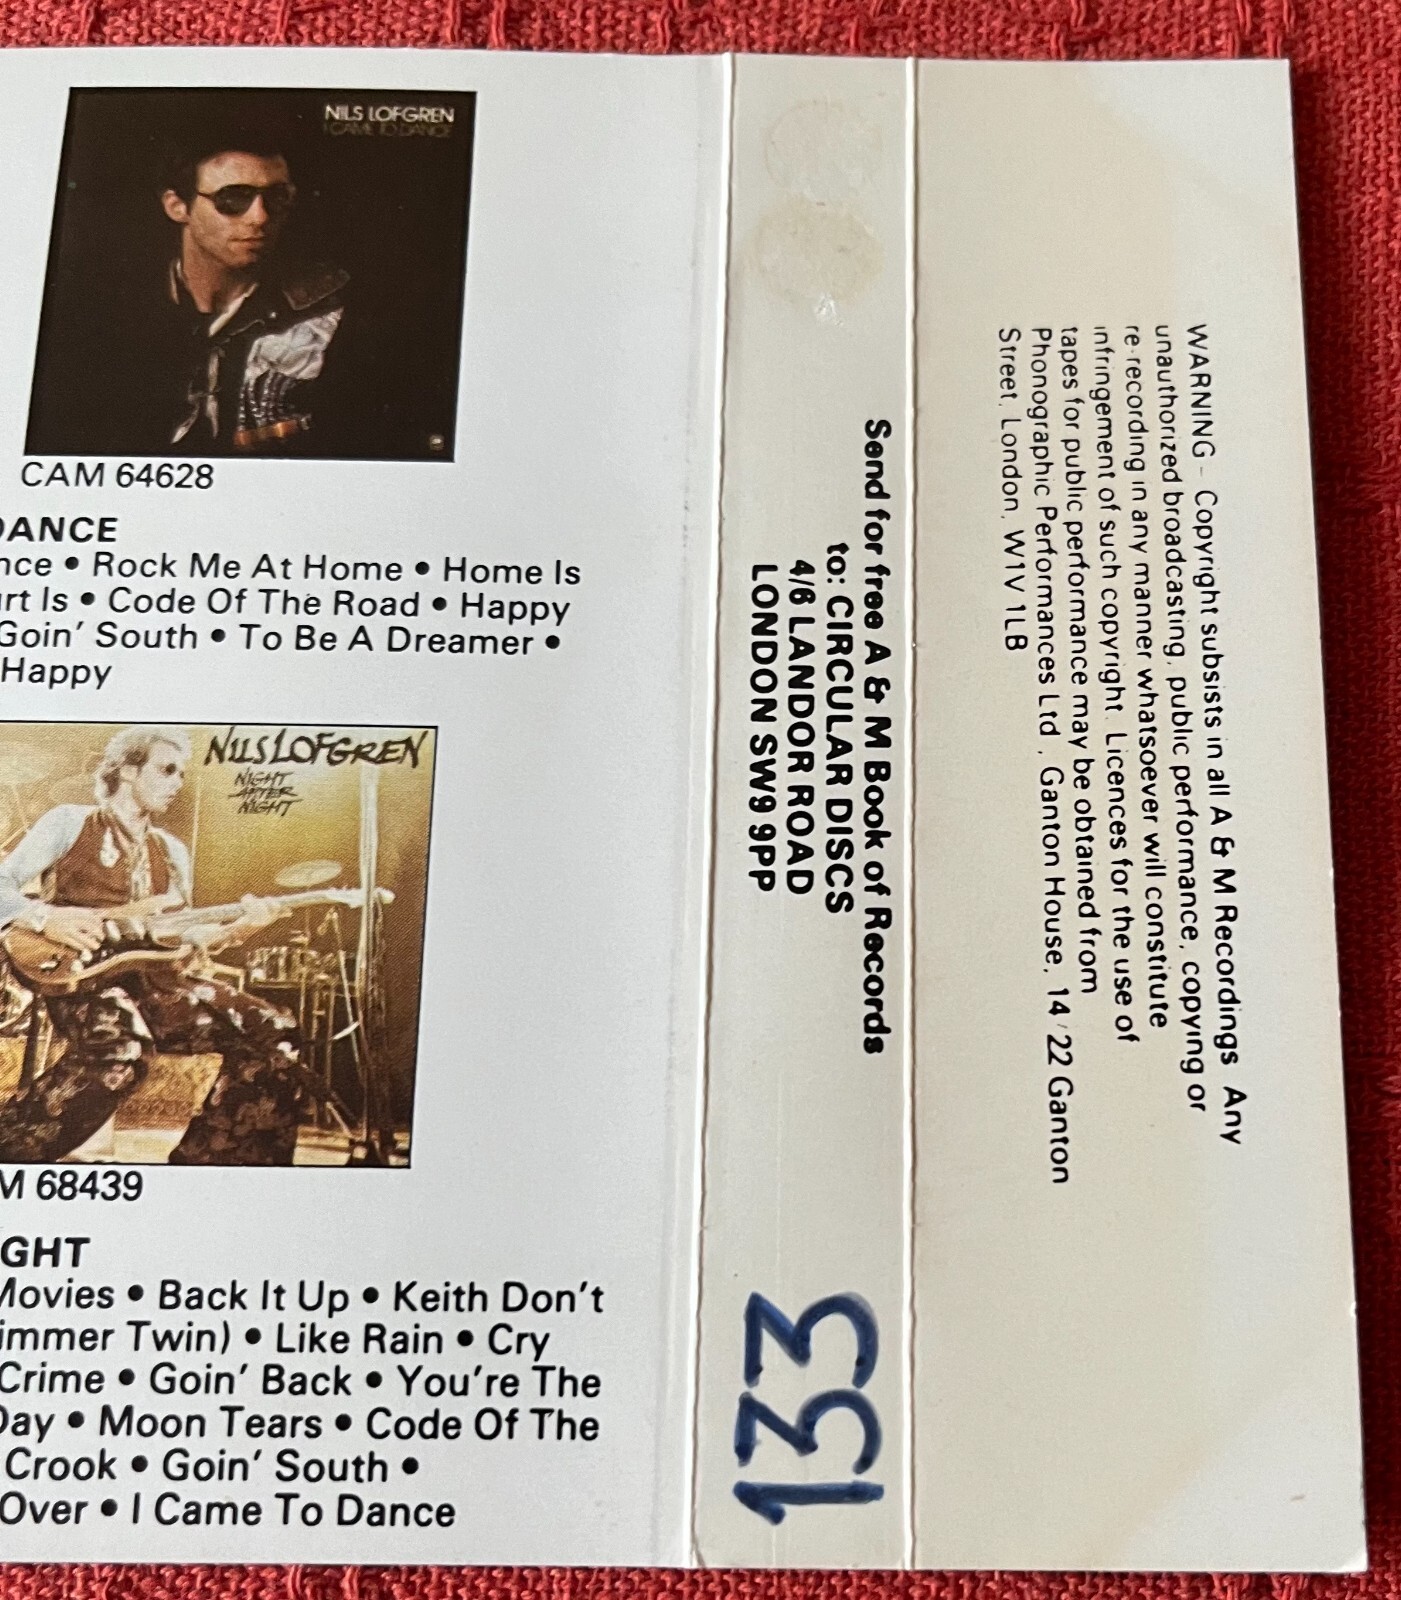 NILS LOFGREN
I CAME TO DANCE
CAM 64628
DANCE
nce • Rock Me At Home • Home Is
rt Is • Code Of The Road • Happy
Goin' South • To Be A Dreamer •
Happy
NILS LOFGREN
NIGHT
AFTER
NIGHT
M 68439
GHT
Movies • Back It Up • Keith Don't
immer Twin) • Like Rain • Cry
Crime • Goin' Back • You're The
Day • Moon Tears • Code Of The
Crook • Goin' South •
Over • I Came To Dance
Send for free A & M Book of Records
to: CIRCULAR DISCS
4/6 LANDOR ROAD
LONDON SW9 9PP
133
WARNING - Copyright subsists in all A & M Recordings Any
unauthorized broadcasting, public performance, copying or
re-recording in any manner whatsoever will constitute
infringement of such copyright. Licences for the use of
tapes for public performance may be obtained from
Phonographic Performances Ltd., Ganton House, 14/22 Ganton
Street, London, W1V 1LB